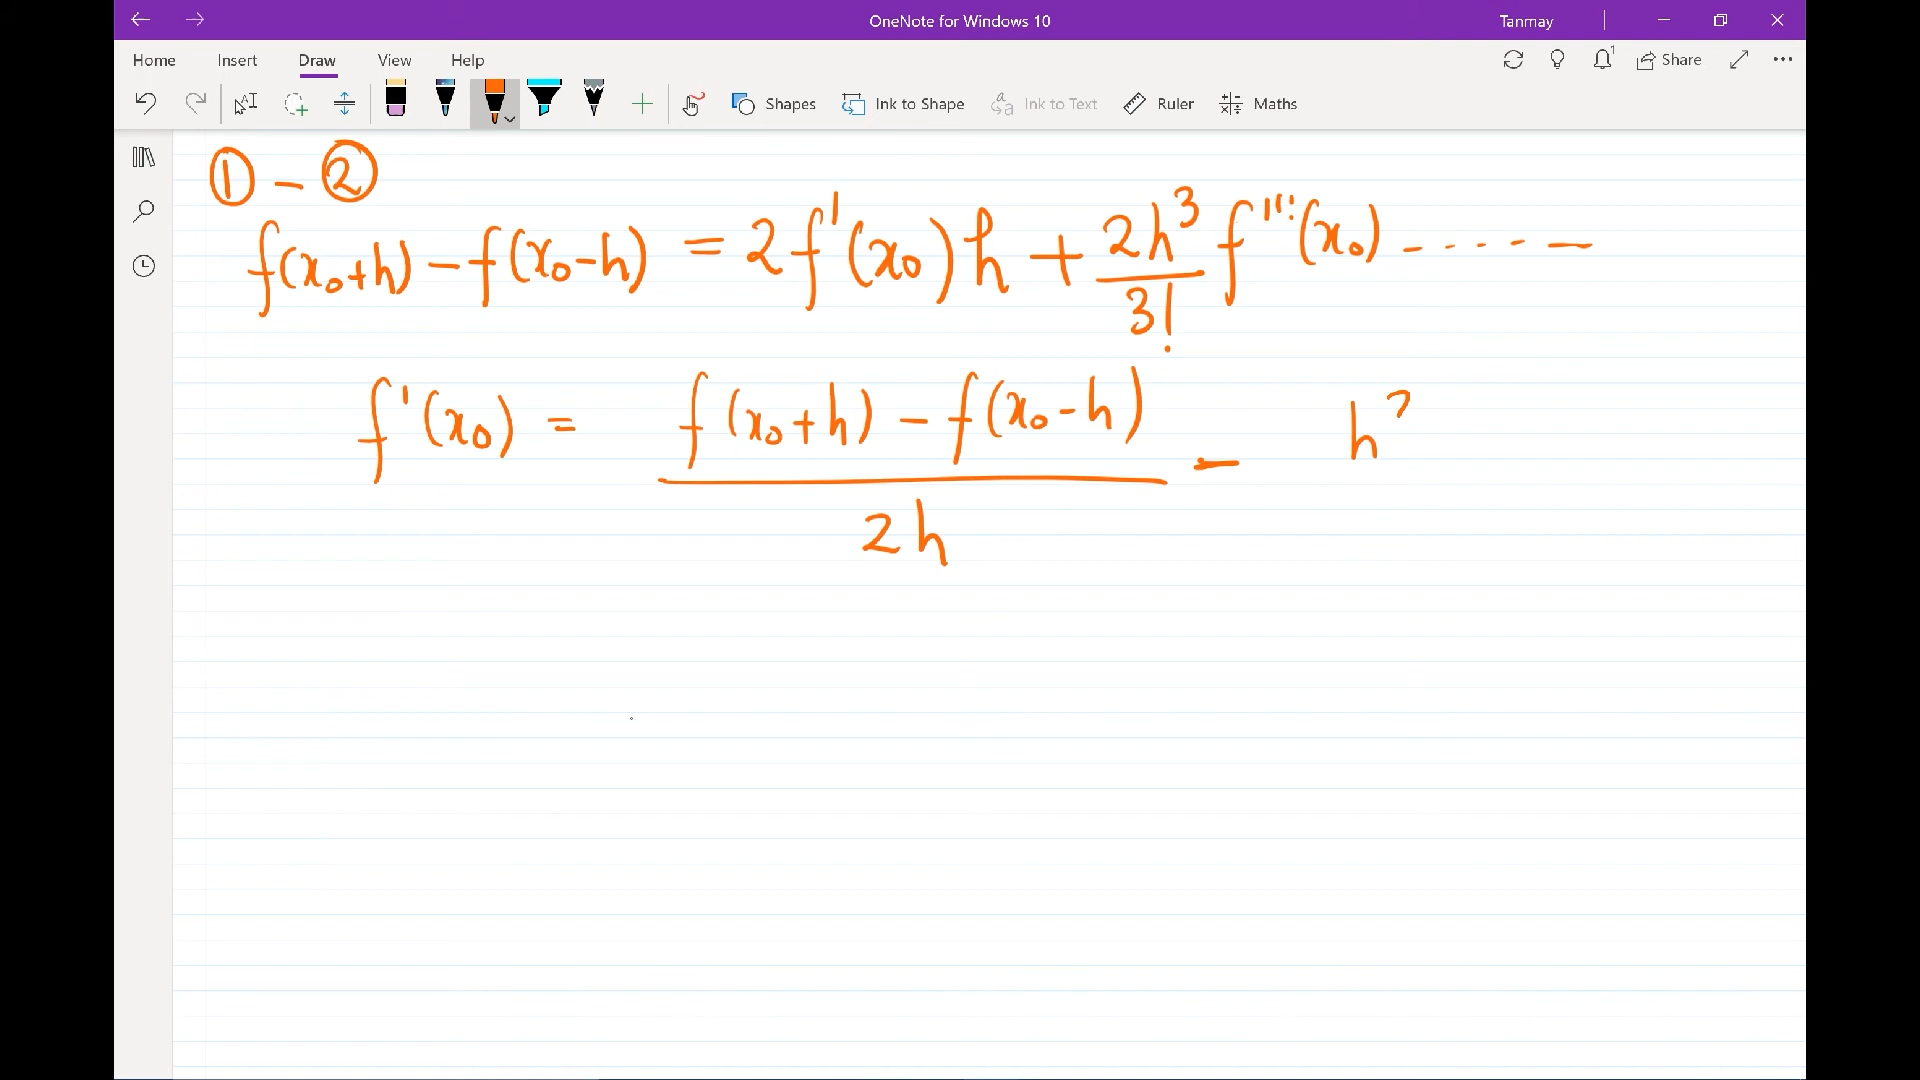 OneNote for Windows 10 Tanmay
Home Insert Draw View Help 1 Share
Shapes Ink to Shape Ink to Text Ruler Maths
① - ②
f(x₀+h) - f(x₀-h) = 2f'(x₀)h + 2h³/3! f'''(x₀) - ..... -
f'(x₀) = f(x₀+h) - f(x₀-h) / 2h - h